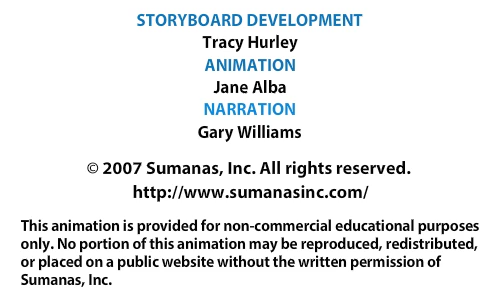 STORYBOARD DEVELOPMENT
Tracy Hurley
ANIMATION
Jane Alba
NARRATION
Gary Williams
© 2007 Sumanas, Inc. All rights reserved.
http://www.sumanasinc.com/
This animation is provided for non-commercial educational purposes
only. No portion of this animation may be reproduced, redistributed,
or placed on a public website without the written permission of
Sumanas, Inc.